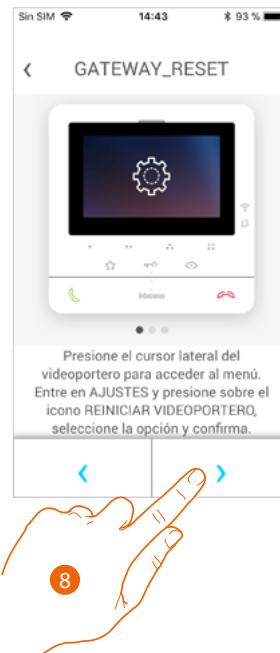 Sin SIM 14:43 93 %
GATEWAY_RESET
bticino
Presione el cursor lateral del
videoportero para acceder al menú.
Entre en AJUSTES y presione sobre el
icono REINICIAR VIDEOPORTERO,
seleccione la opción y confirma.
8